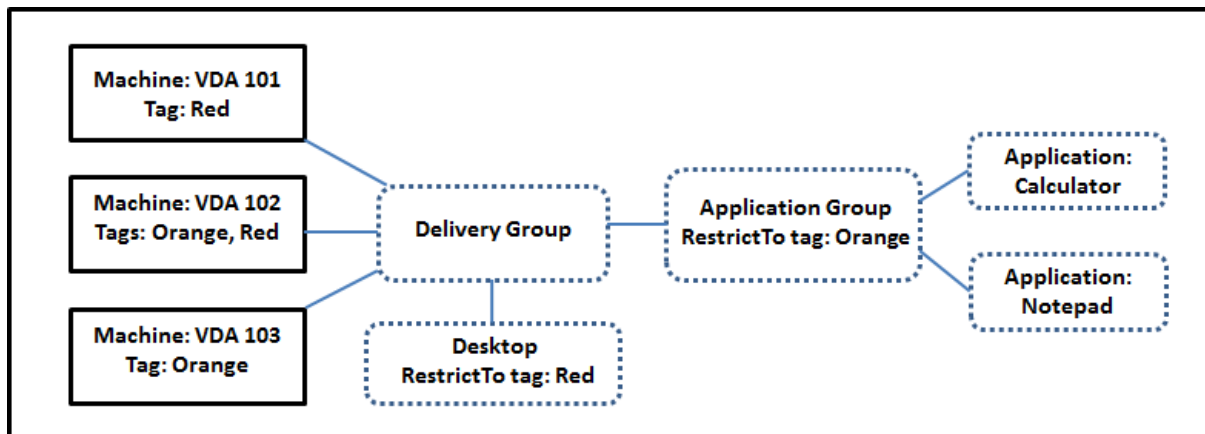 Machine: VDA 101
Tag: Red
Machine: VDA 102
Tags: Orange, Red
Machine: VDA 103
Tag: Orange
Delivery Group
Desktop
RestrictTo tag: Red
Application Group
RestrictTo tag: Orange
Application:
Calculator
Application:
Notepad